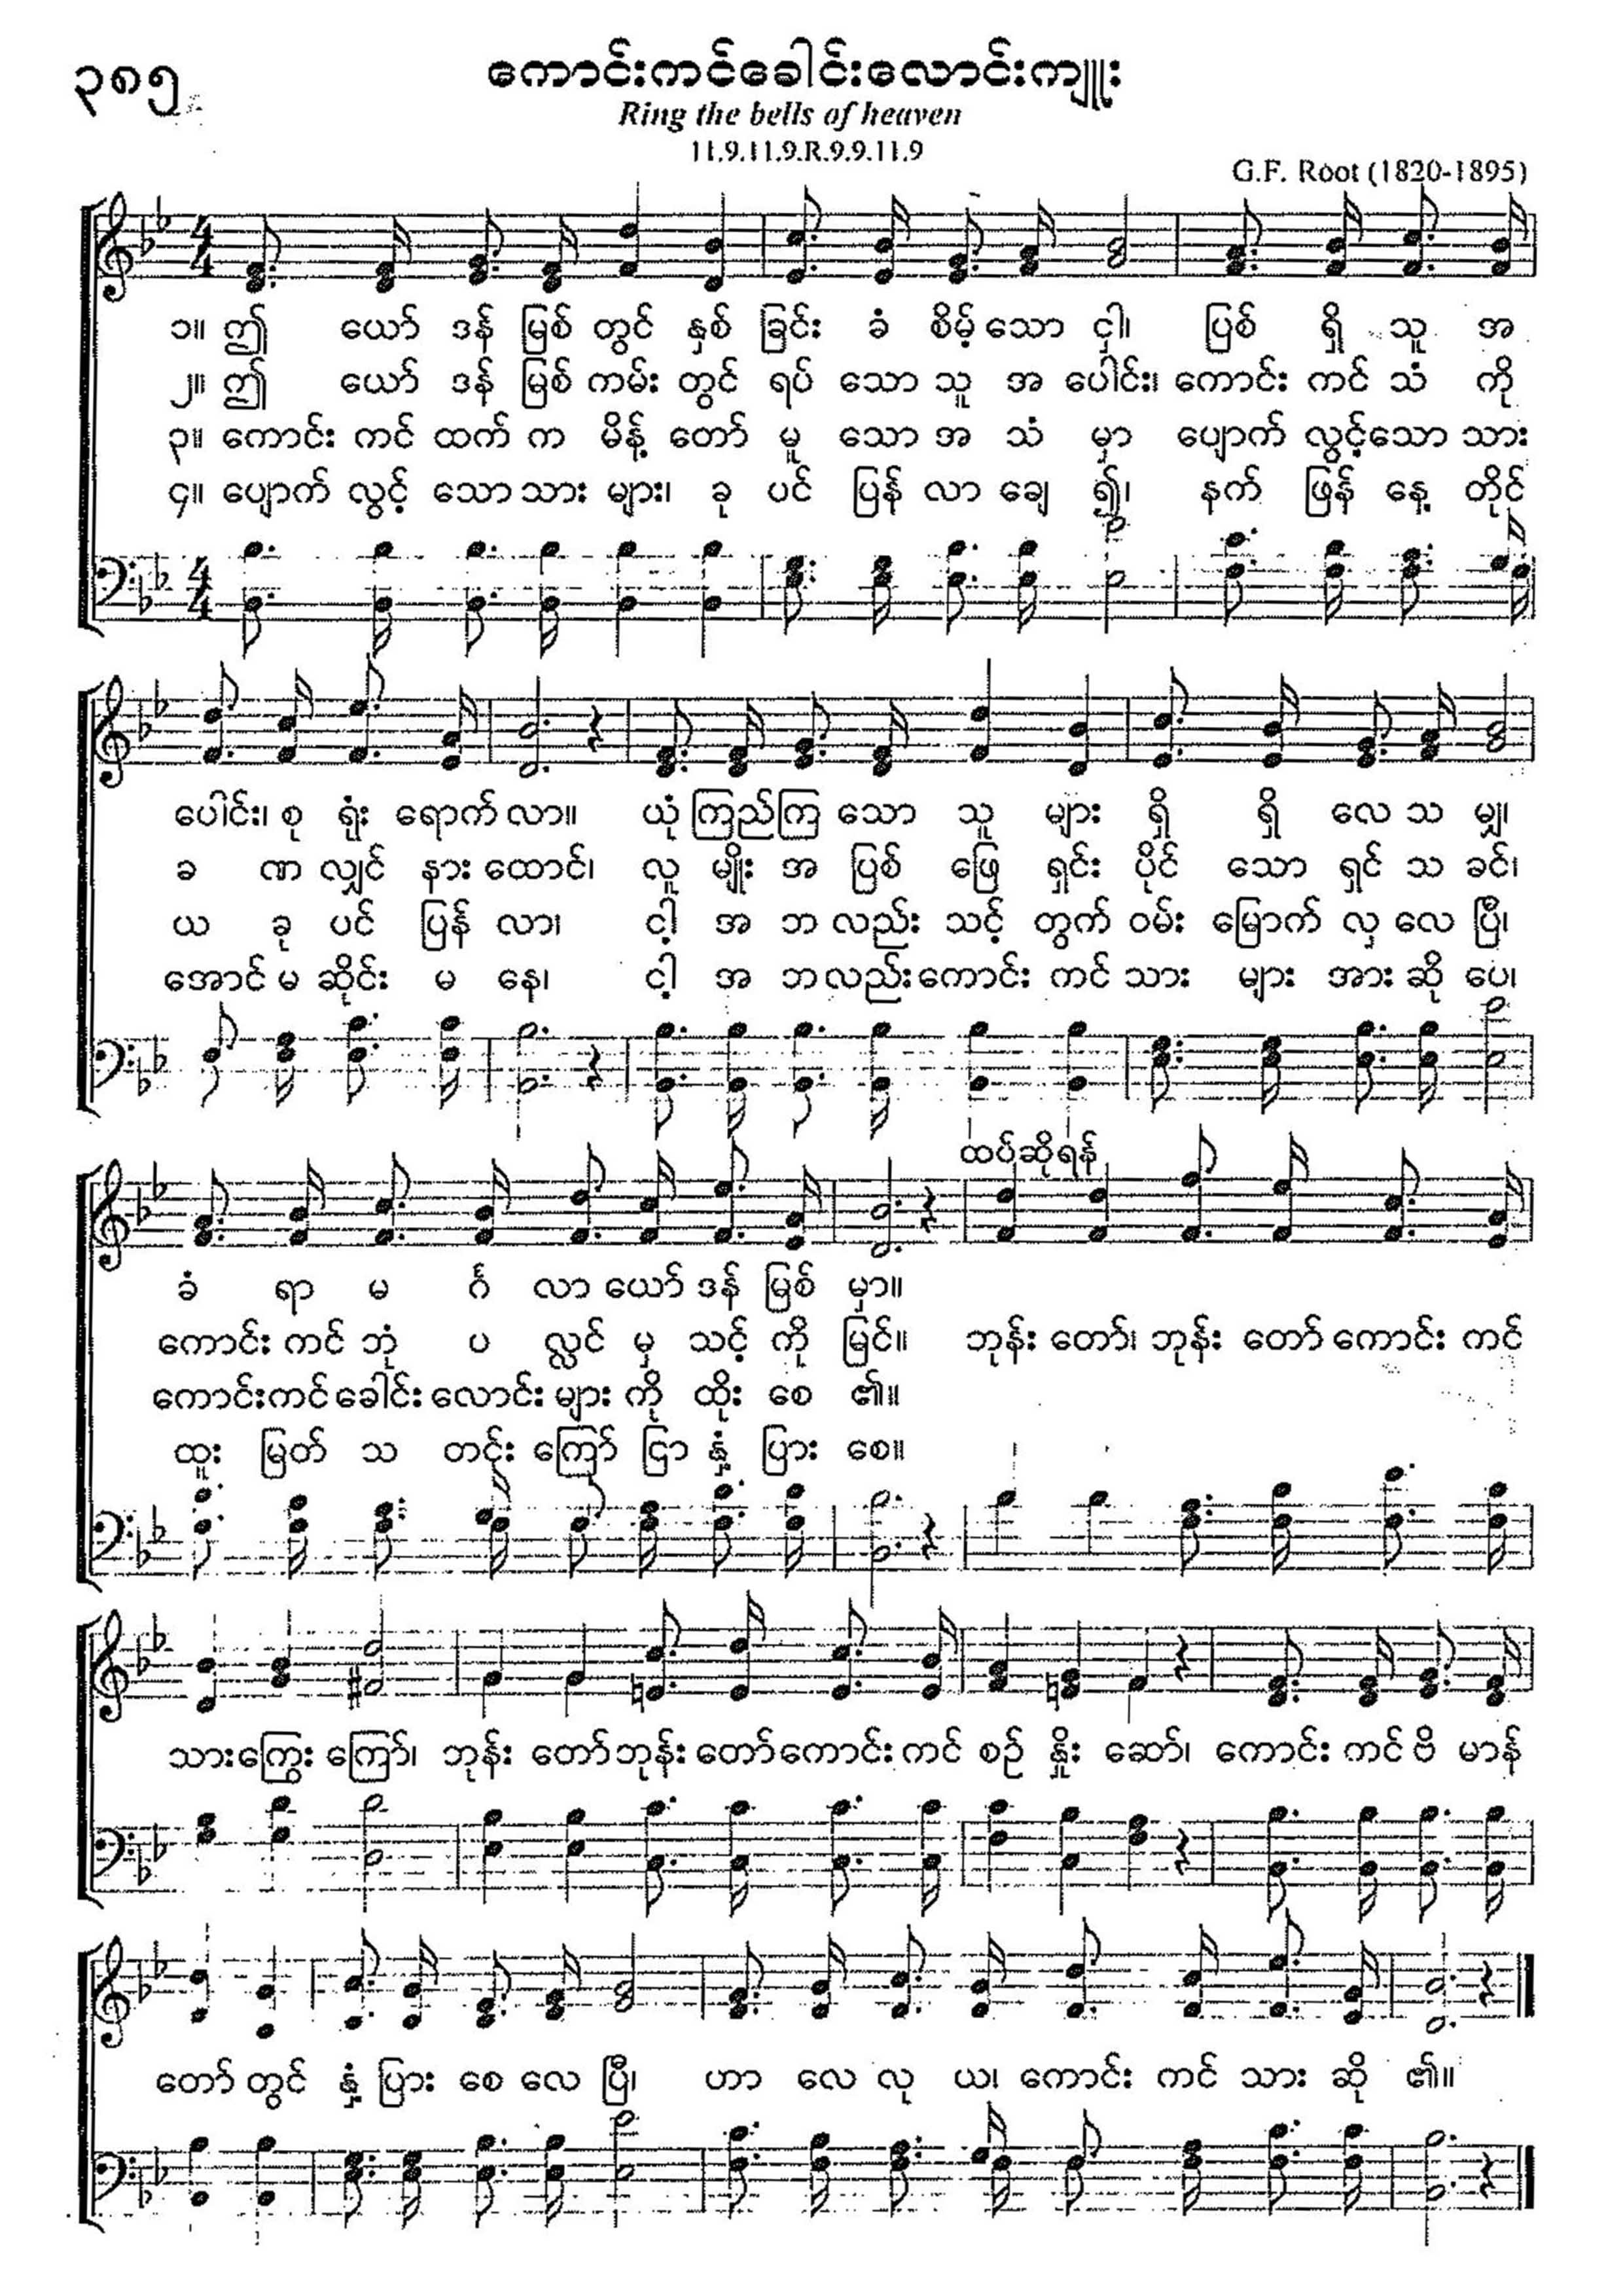 ၃၈၅
ကောင်းကင်ခေါင်းလောင်းကျူး
Ring the bells of heaven
11.9.11.9.R.9.9.11.9
G.F. Root (1820-1895)
၁။ ဤ ယော် ဒန် မြစ် တွင် နှစ် ခြင်း ခံ စိမ့် သော ငှါ၊ ပြစ် ရှိ သူ အ
၂။ ဤ ယော် ဒန် မြစ် ကမ်း တွင် ရပ် သော သူ အ ပေါင်း၊ ကောင်း ကင် သံ ကို
၃။ ကောင်း ကင် ထက် က မိန့် တော် မူ သော အ သံ မှာ ပျောက် လွင့် သော သား
၄။ ပျောက် လွင့် သော သား များ၊ ခု ပင် ပြန် လာ ချေ ၍၊ နက် ဖြန် နေ့ တိုင်
ပေါင်း၊ စု ရုံး ရောက် လာ။ ယုံ ကြည် ကြ သော သူ များ ရှိ ရှိ လေ သ မျှ၊
ခ ဏ လျှင် နား ထောင်၊ လူ မျိုး အ ပြစ် ဖြေ ရှင်း ပိုင် သော ရှင် သ ခင်၊
ယ ခု ပင် ပြန် လာ၊ ငါ့ အ ဘ လည်း သင့် တွက် ဝမ်း မြောက် လှ လေ ပြီ၊
အောင် မ ဆိုင်း မ နေ၊ ငါ့ အ ဘ လည်း ကောင်း ကင် သား များ အား ဆို ပေ၊
ထပ်ဆိုရန်
ခံ ရာ မ င်္ဂ လာ ယော် ဒန် မြစ် မှာ။
ကောင်း ကင် ဘုံ ပ လ္လင် မှ သင့် ကို မြင်။ ဘုန်း တော်၊ ဘုန်း တော် ကောင်း ကင်
ကောင်း ကင် ခေါင်း လောင်း များ ကို ထိုး စေ ၏။
ထူး မြတ် သ တင်း ကြော် ငြာ နှံ့ ပြား စေ။
သား ကြွေး ကြော်၊ ဘုန်း တော် ဘုန်း တော် ကောင်း ကင် စဉ် နှိုး ဆော်၊ ကောင်း ကင် ဗိ မာန်
တော် တွင် နှံ့ ပြား စေ လေ ပြီ၊ ဟာ လေ လု ယ၊ ကောင်း ကင် သား ဆို ၏။